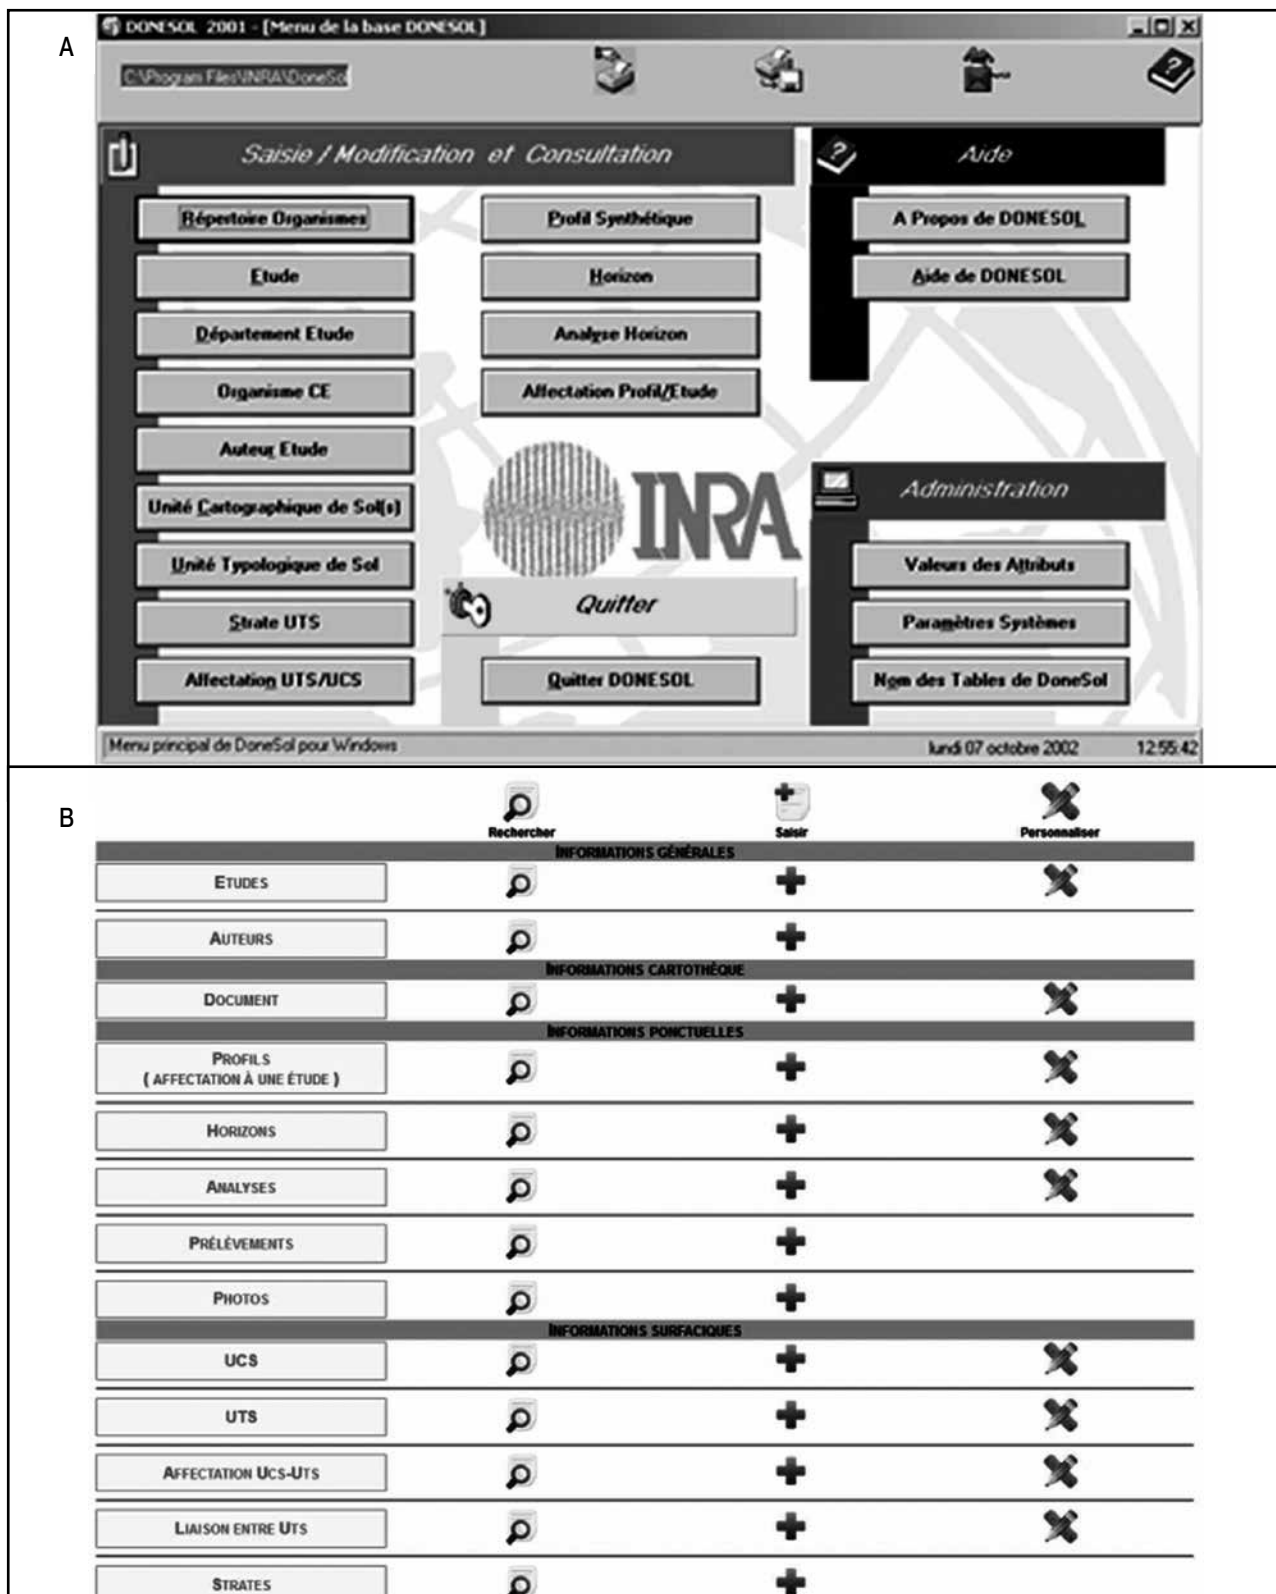 A
DONESOL 2001 - [Menu de la base DONESOL]
C:\Program Files\INRA\DoneSol
Saisie / Modification et Consultation
Répertoire Organismes
Etude
Département Etude
Organisme CE
Auteur Etude
Unité Cartographique de Sol(s)
Unité Typologique de Sol
Strate UTS
Affectation UTS/UCS
Profil Synthétique
Horizon
Analyse Horizon
Affectation Profil/Etude
INRA
Quitter
Quitter DONESOL
Aide
A Propos de DONESOL
Aide de DONESOL
Administration
Valeurs des Attributs
Paramètres Systèmes
Nom des Tables de DoneSol
Menu principal de DoneSol pour Windows
lundi 07 octobre 2002
12:55:42
B
Rechercher Saisir Personnaliser
INFORMATIONS GÉNÉRALES
ETUDES
AUTEURS
INFORMATIONS CARTOTHÈQUE
DOCUMENT
INFORMATIONS PONCTUELLES
PROFILS
( AFFECTATION À UNE ÉTUDE )
HORIZONS
ANALYSES
PRÉLÈVEMENTS
PHOTOS
INFORMATIONS SURFACIQUES
UCS
UTS
AFFECTATION UCS-UTS
LIAISON ENTRE UTS
STRATES